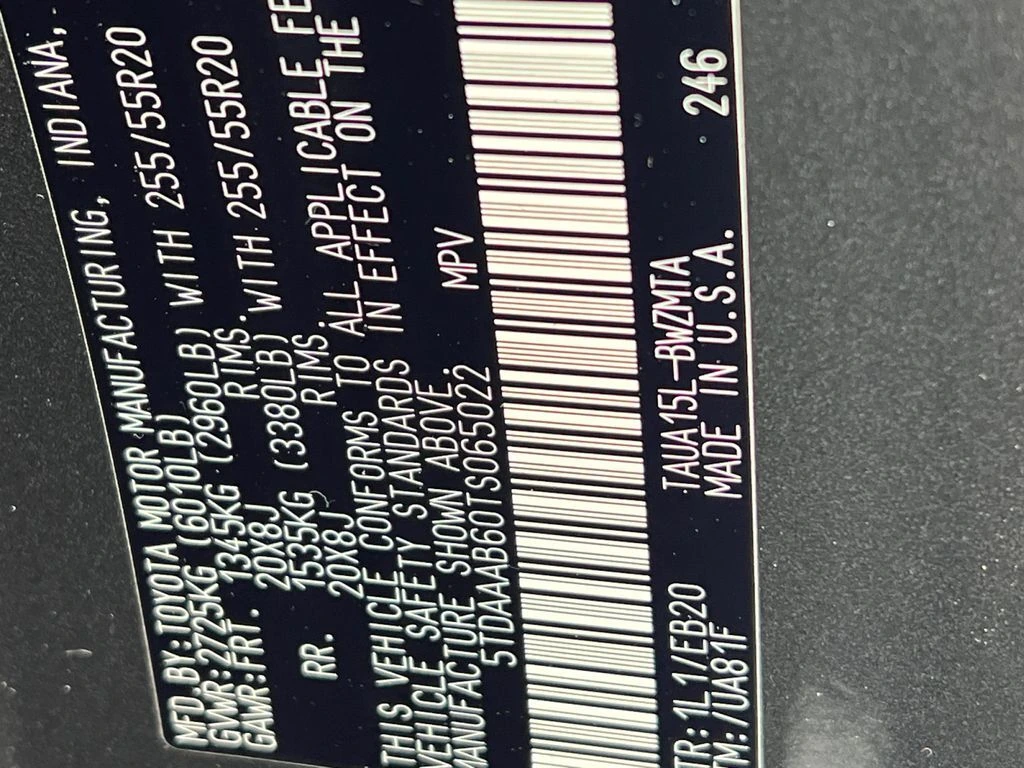 MFD.BY:TOYOTA MOTOR MANUFACTURING, INDIANA,
GVWR:2725KG (6010LB)
GAWR:FRT. 1345KG (2960LB) WITH 255/55R20
20X8J RIMS.
RR. 1535KG (3380LB) WITH 255/55R20
20X8J RIMS.
THIS VEHICLE CONFORMS TO ALL APPLICABLE FE
VEHICLE SAFETY STANDARDS IN EFFECT ON THE
MANUFACTURE SHOWN ABOVE.
5TDAAAB60TS065022 MPV
TR:1L1/EB20 TAUA15L-BWZMTA 246
TM:/UA81F MADE IN U.S.A.